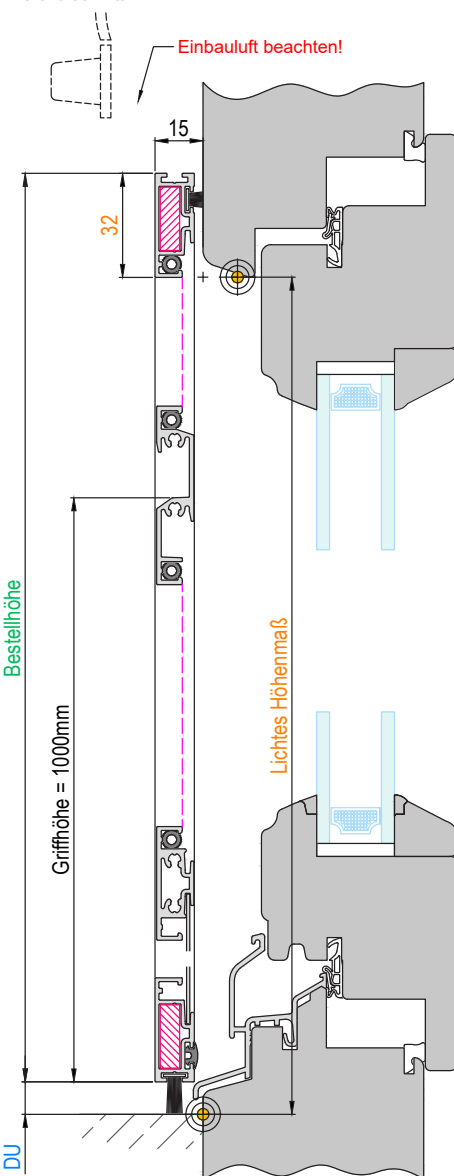 Einbauluft beachten!
15
32
Bestellhöhe
Griffhöhe = 1000mm
Lichtes Höhenmaß
DU